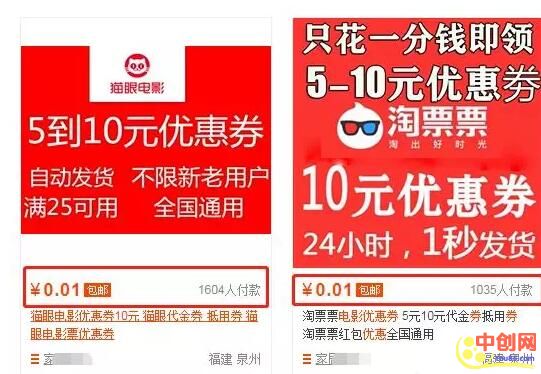 猫眼电影
5到10元优惠券
自动发货 不限新老用户
满25可用 全国通用
¥0.01 包邮 1604人付款
猫眼电影优惠券10元 猫眼代金券 抵用券 猫
眼电影票优惠券
福建 泉州
只花一分钱即领
5-10元优惠劵
淘票票
淘出好时光
10元优惠券
24小时，1秒发货
¥0.01 包邮 1035人付款
淘票票电影优惠券 5元10元代金券抵用券
淘票票红包优惠全国通用
福建 泉州
中创网